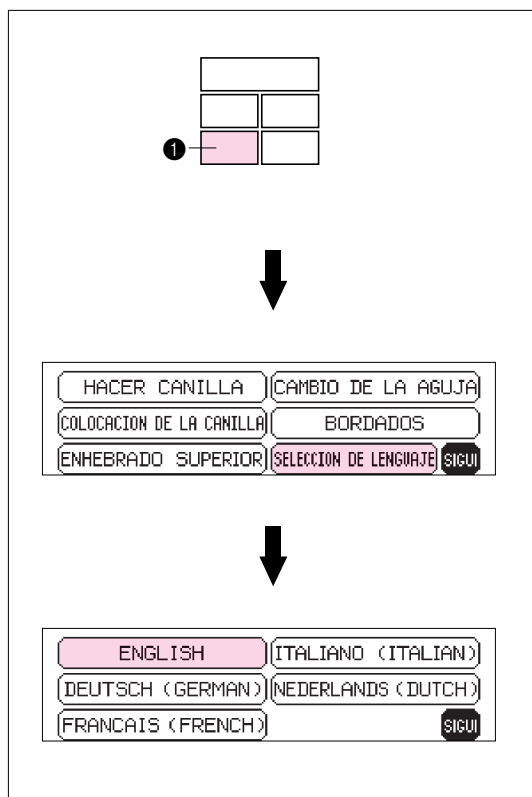 1
HACER CANILLA CAMBIO DE LA AGUJA
COLOCACION DE LA CANILLA BORDADOS
ENHEBRADO SUPERIOR SELECCION DE LENGUAJE SIGUI
ENGLISH ITALIANO (ITALIAN)
DEUTSCH (GERMAN) NEDERLANDS (DUTCH)
FRANCAIS (FRENCH) SIGUI